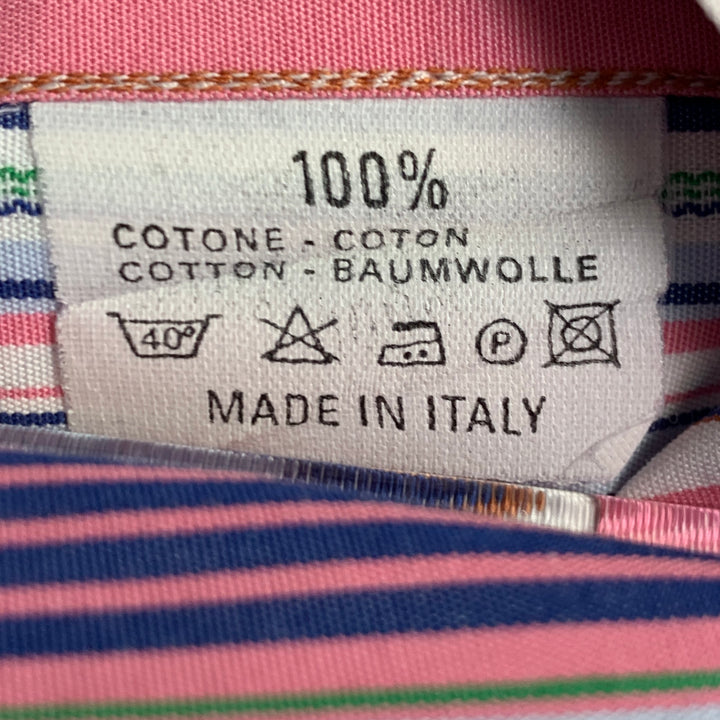 100%
COTONE - COTON
COTTON - BAUMWOLLE
40° P
MADE IN ITALY